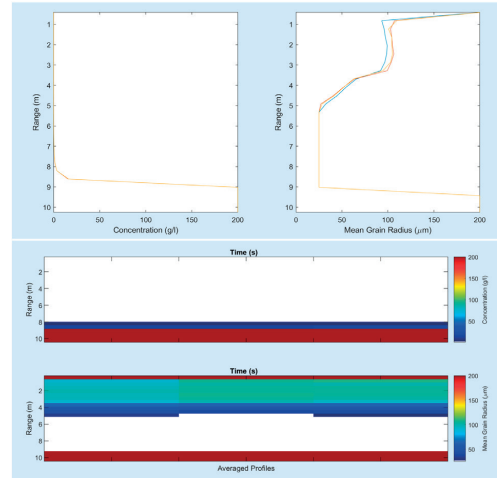 1
2
3
4
5
6
7
8
9
10
Range (m)
0 50 100 150 200
Concentration (g/l)
1
2
3
4
5
6
7
8
9
10
Range (m)
0 50 100 150 200
Mean Grain Radius (μm)
Time (s)
2
4
6
8
10
Range (m)
200
150
100
50
Concentration (g/l)
Time (s)
2
4
6
8
10
Range (m)
200
150
100
50
Mean Grain Radius (μm)
Averaged Profiles